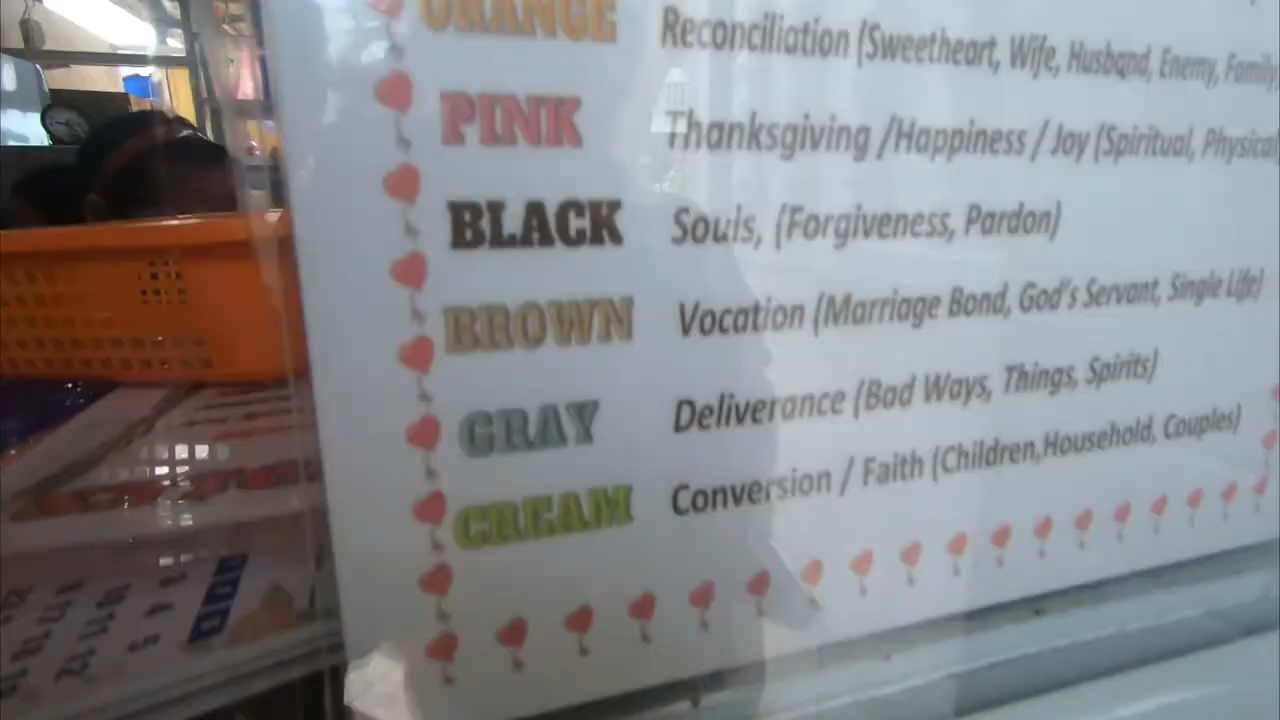 ORANGE Reconciliation (Sweetheart, Wife, Husband, Enemy, Family
PINK Thanksgiving /Happiness / Joy (Spiritual, Physical
BLACK Souls, (Forgiveness, Pardon)
BROWN Vocation (Marriage Bond, God's Servant, Single Life)
GRAY Deliverance (Bad Ways, Things, Spirits)
CREAM Conversion / Faith (Children,Household, Couples)